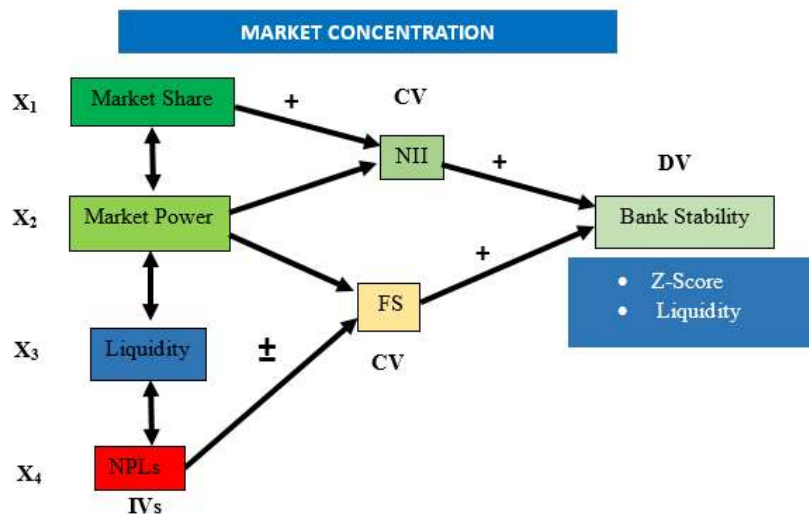 MARKET CONCENTRATION
X₁
Market Share
+
CV
NII
+
DV
X₂
Market Power
Bank Stability
+
• Z-Score
• Liquidity
FS
X₃
Liquidity
±
CV
X₄
NPLs
IVs